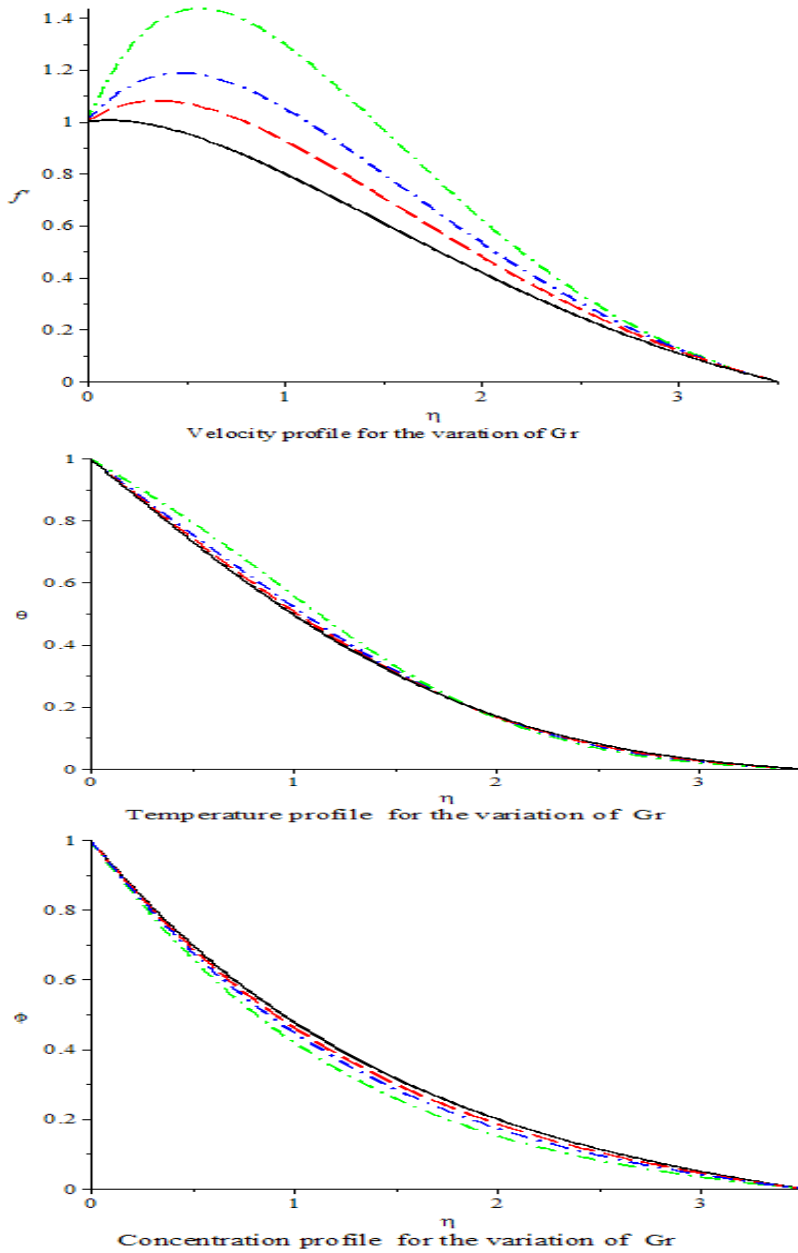 1.4
1.2
1
0.8
0.6
0.4
0.2
0
0 1 2 3
η
Velocity profile for the varation of Gr
1
0.8
0.6
0.4
0.2
0
0 1 2 3
η
Temperature profile for the variation of Gr
1
0.8
0.6
0.4
0.2
0
0 1 2 3
η
Concentration profile for the variation of Gr